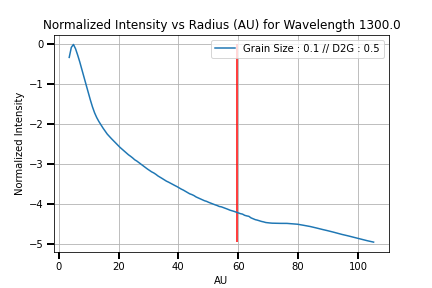 Normalized Intensity vs Radius (AU) for Wavelength 1300.0
Grain Size : 0.1 // D2G : 0.5
Normalized Intensity
0
−1
−2
−3
−4
−5
0 20 40 60 80 100
AU